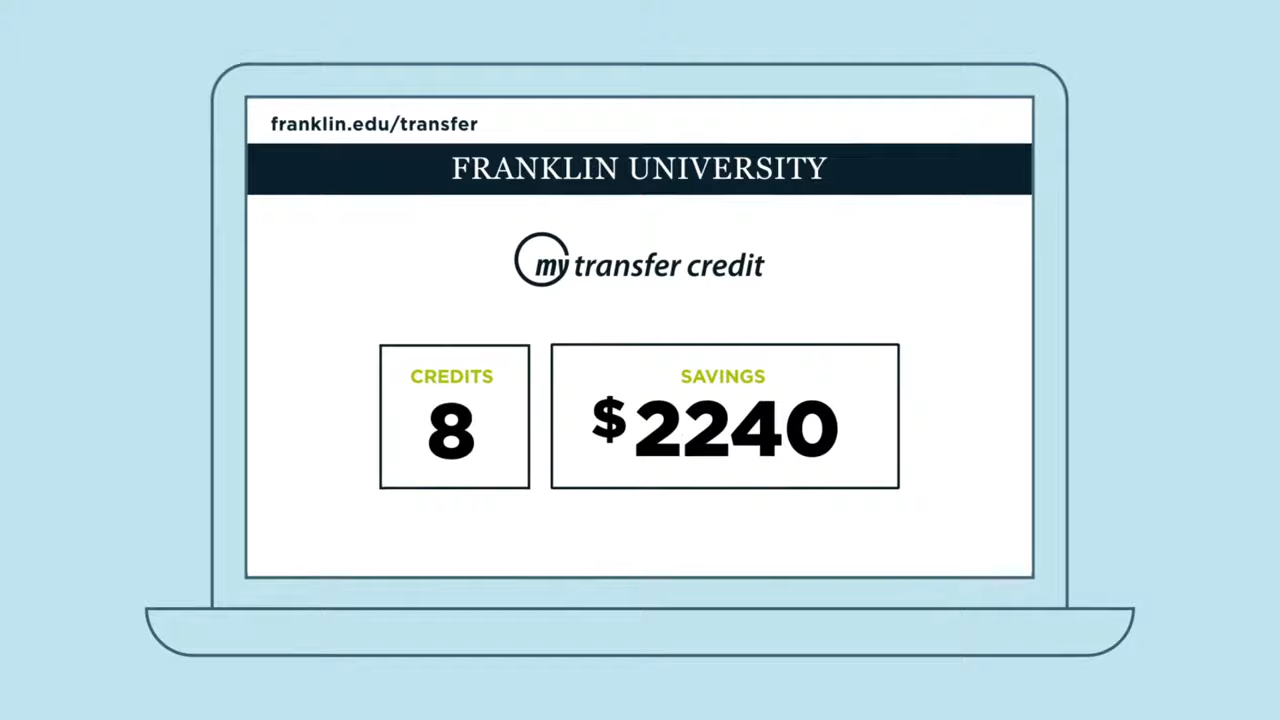 franklin.edu/transfer
FRANKLIN UNIVERSITY
my transfer credit
CREDITS
8
SAVINGS
$2240